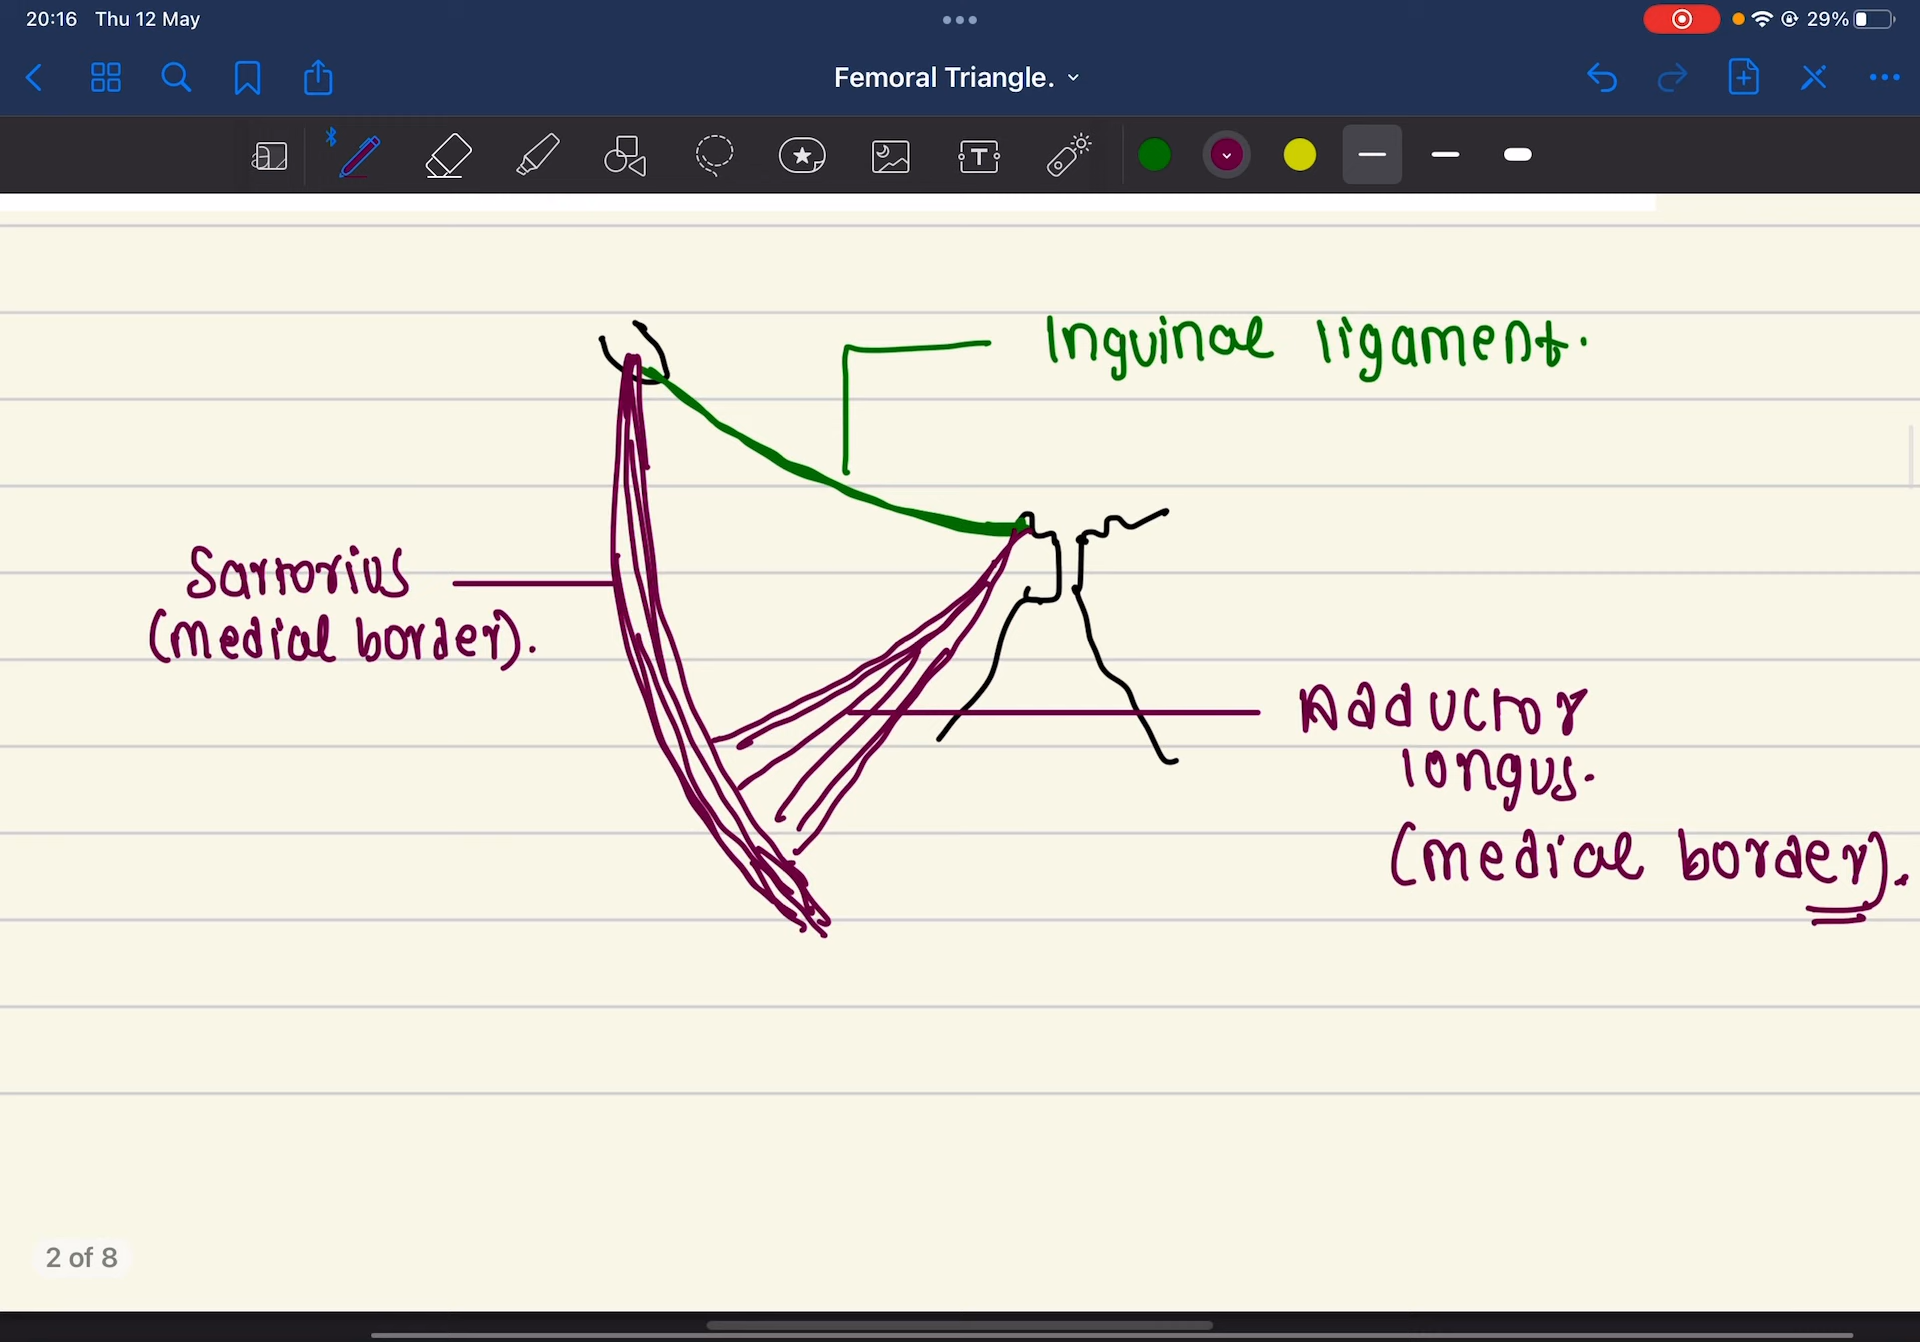 20:16 Thu 12 May
29%
Femoral Triangle.
T
Inguinal ligament.
Sartorius
(medial border).
Adductor
longus.
(medial border).
2 of 8